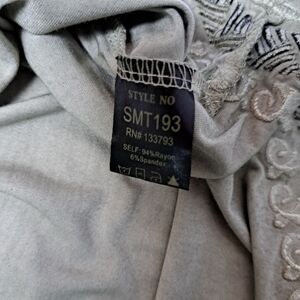 STYLE NO
SMT193
RN# 133793
SELF: 94%Rayon
6%Spandex